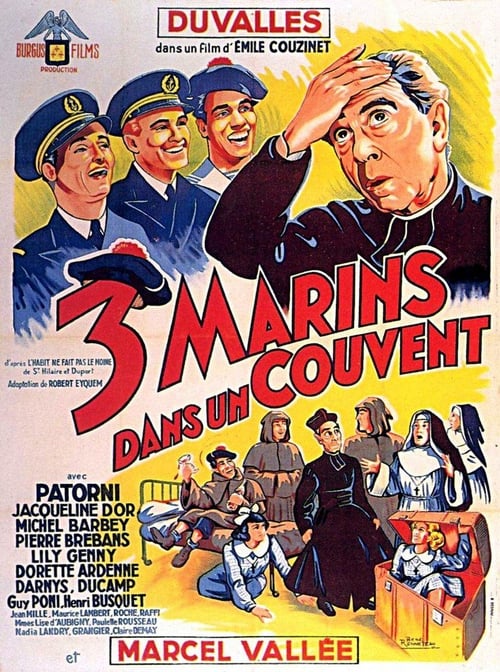 DUVALLES
dans un film d'ÉMILE COUZINET
BURGUS FILMS
PRODUCTION
3 MARINS
DANS UN COUVENT
d'après L'HABIT NE FAIT PAS LE MOINE
de St Hilaire et Duport
Adaptation de ROBERT EYQUEM
avec
PATORNI
JACQUELINE DOR
MICHEL BARBEY
PIERRE BREBANS
LILY GENNY
DORETTE ARDENNE
DARNYS, DUCAMP
Guy PONI, Henri BUSQUET
Jean MILLE, Maurice LAMBERT, ROCHE, RAFFI
Mmes Lise D'AUBIGNY, Paulette ROUSSEAU
Nadia LANDRY, GRANGIER, Claire DEMAY
et
MARCEL VALLÉE